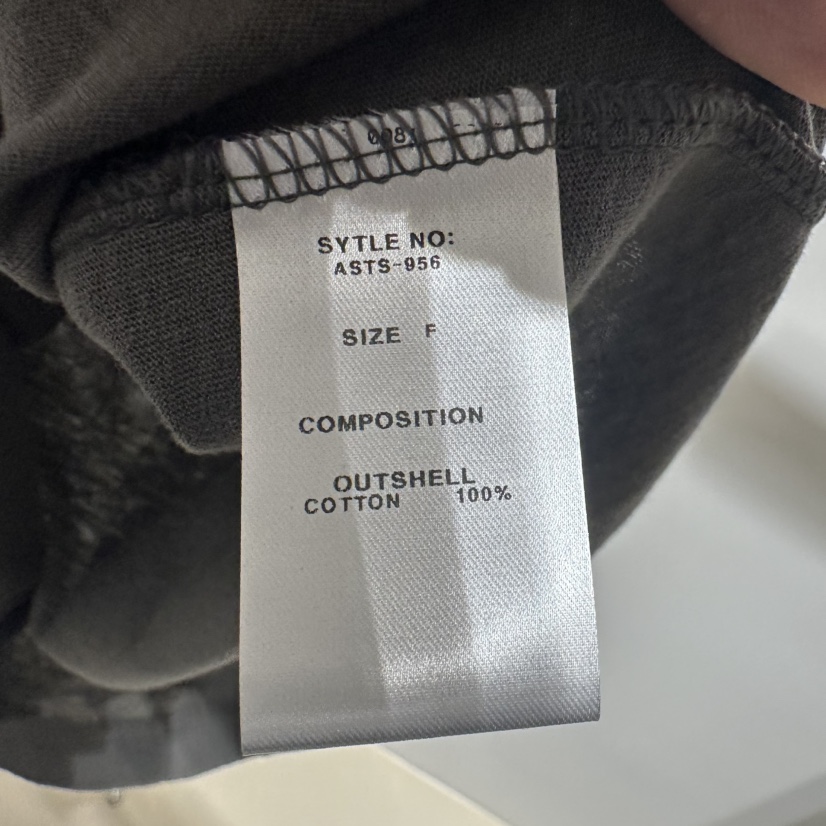 SYTLE NO:
ASTS-956
SIZE F
COMPOSITION
OUTSHELL
COTTON 100%